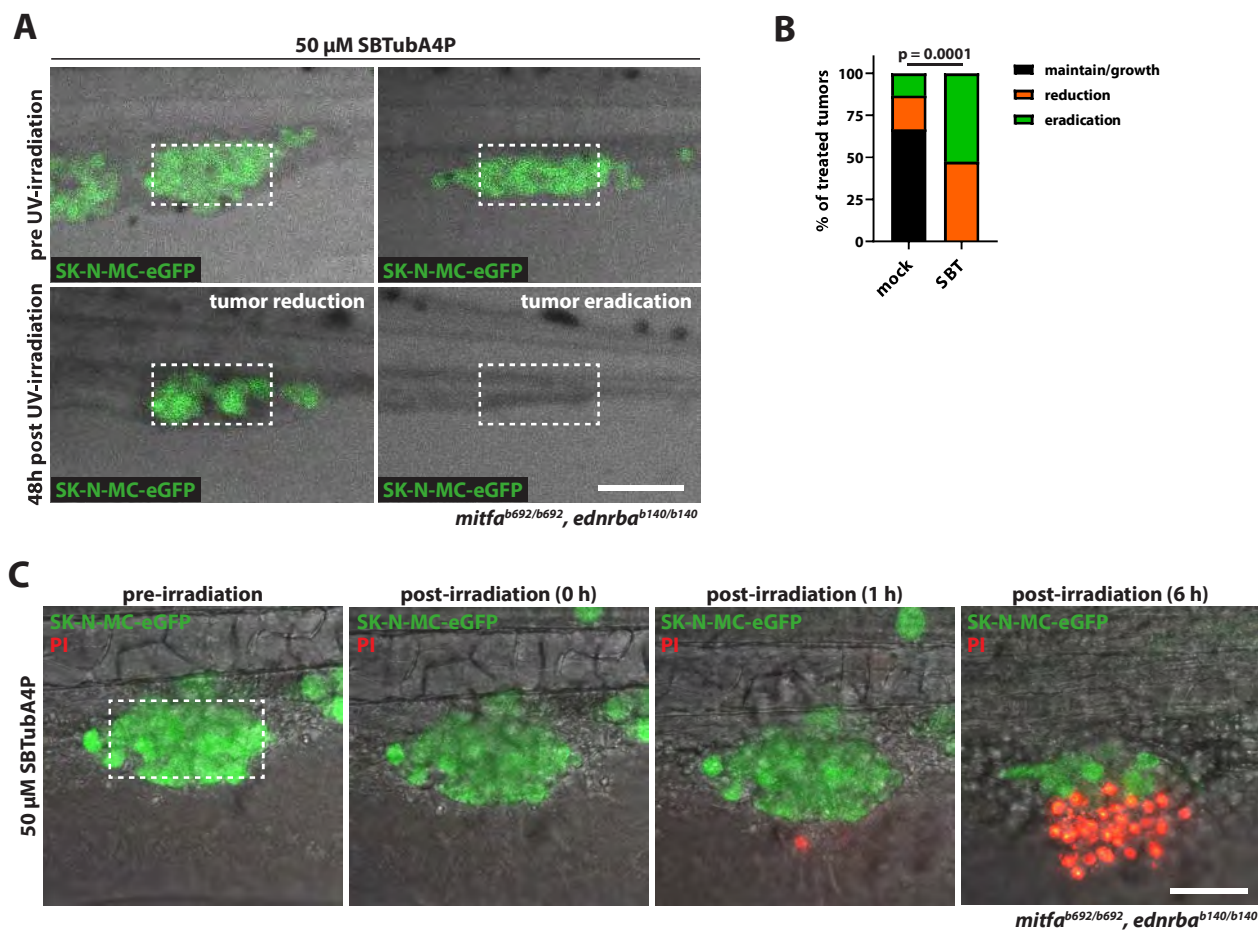 A
50 µM SBTubA4P
pre UV-irradiation
SK-N-MC-eGFP
SK-N-MC-eGFP
48h post UV-irradiation
tumor reduction
tumor eradication
SK-N-MC-eGFP
SK-N-MC-eGFP
mitfa^b692/b692, ednrba^b140/b140
B
p = 0.0001
% of treated tumors
100
75
50
25
0
mock
SBT
maintain/growth
reduction
eradication
C
50 µM SBTubA4P
pre-irradiation
post-irradiation (0 h)
post-irradiation (1 h)
post-irradiation (6 h)
SK-N-MC-eGFP
PI
SK-N-MC-eGFP
PI
SK-N-MC-eGFP
PI
SK-N-MC-eGFP
PI
mitfa^b692/b692, ednrba^b140/b140